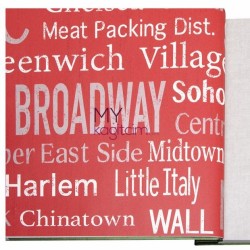 Chelsea
Meat Packing Dist.
eenwich Village
BROADWAY
Soho
MY
kağıtçım
Centr
per East Side Midtown
Harlem Little Italy
K Chinatown WALL